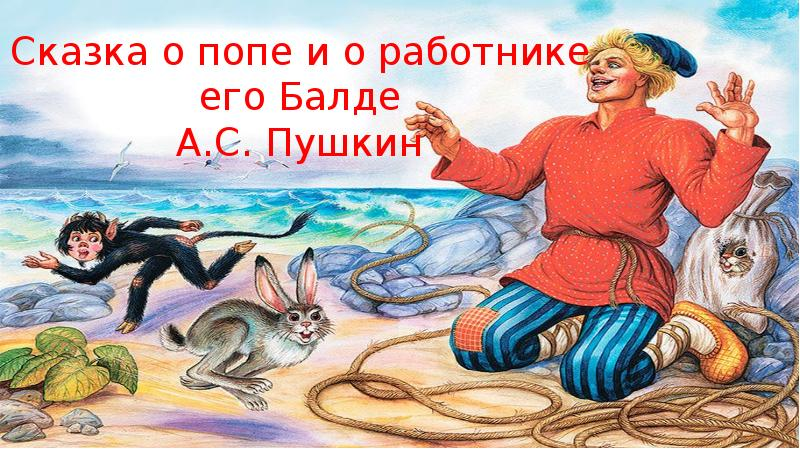 Сказка о попе и о работнике
его Балде
А.С. Пушкин